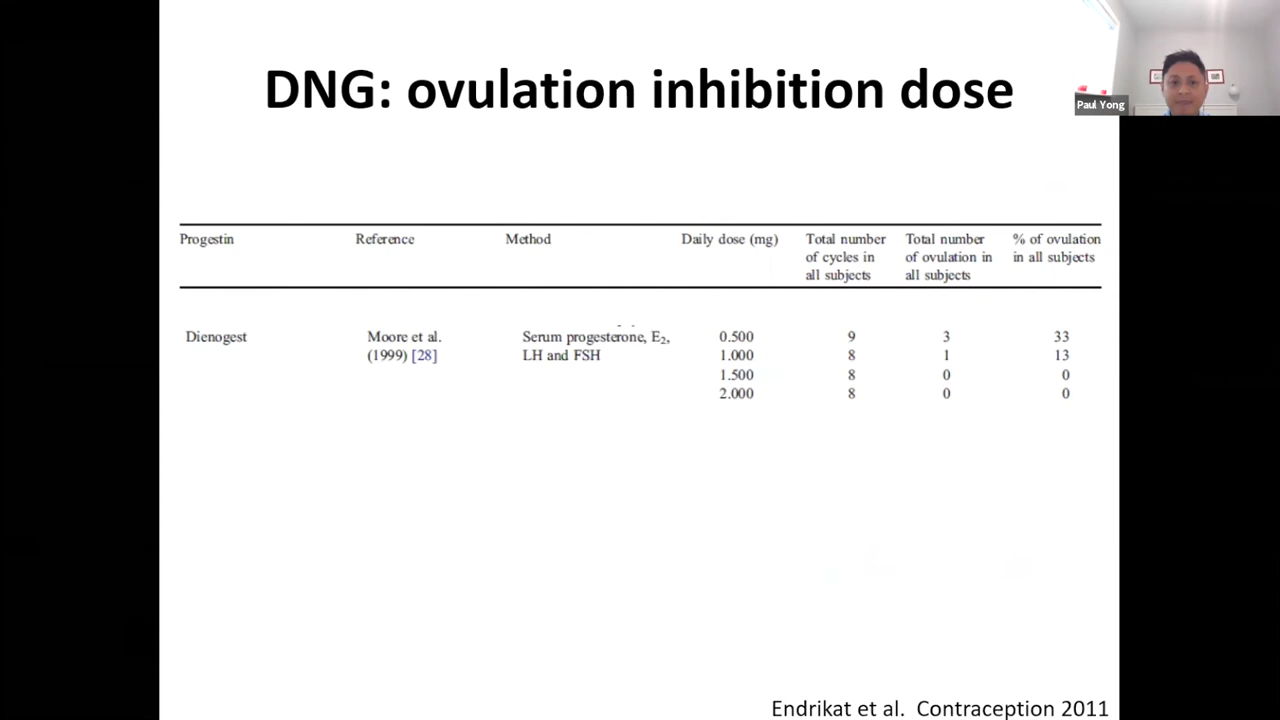 DNG: ovulation inhibition dose
Paul Yong
Progestin Reference Method Daily dose (mg) Total number of cycles in all subjects Total number of ovulation in all subjects % of ovulation in all subjects
Dienogest Moore et al. (1999) [28] Serum progesterone, E₂, LH and FSH 0.500 9 3 33
1.000 8 1 13
1.500 8 0 0
2.000 8 0 0
Endrikat et al. Contraception 2011